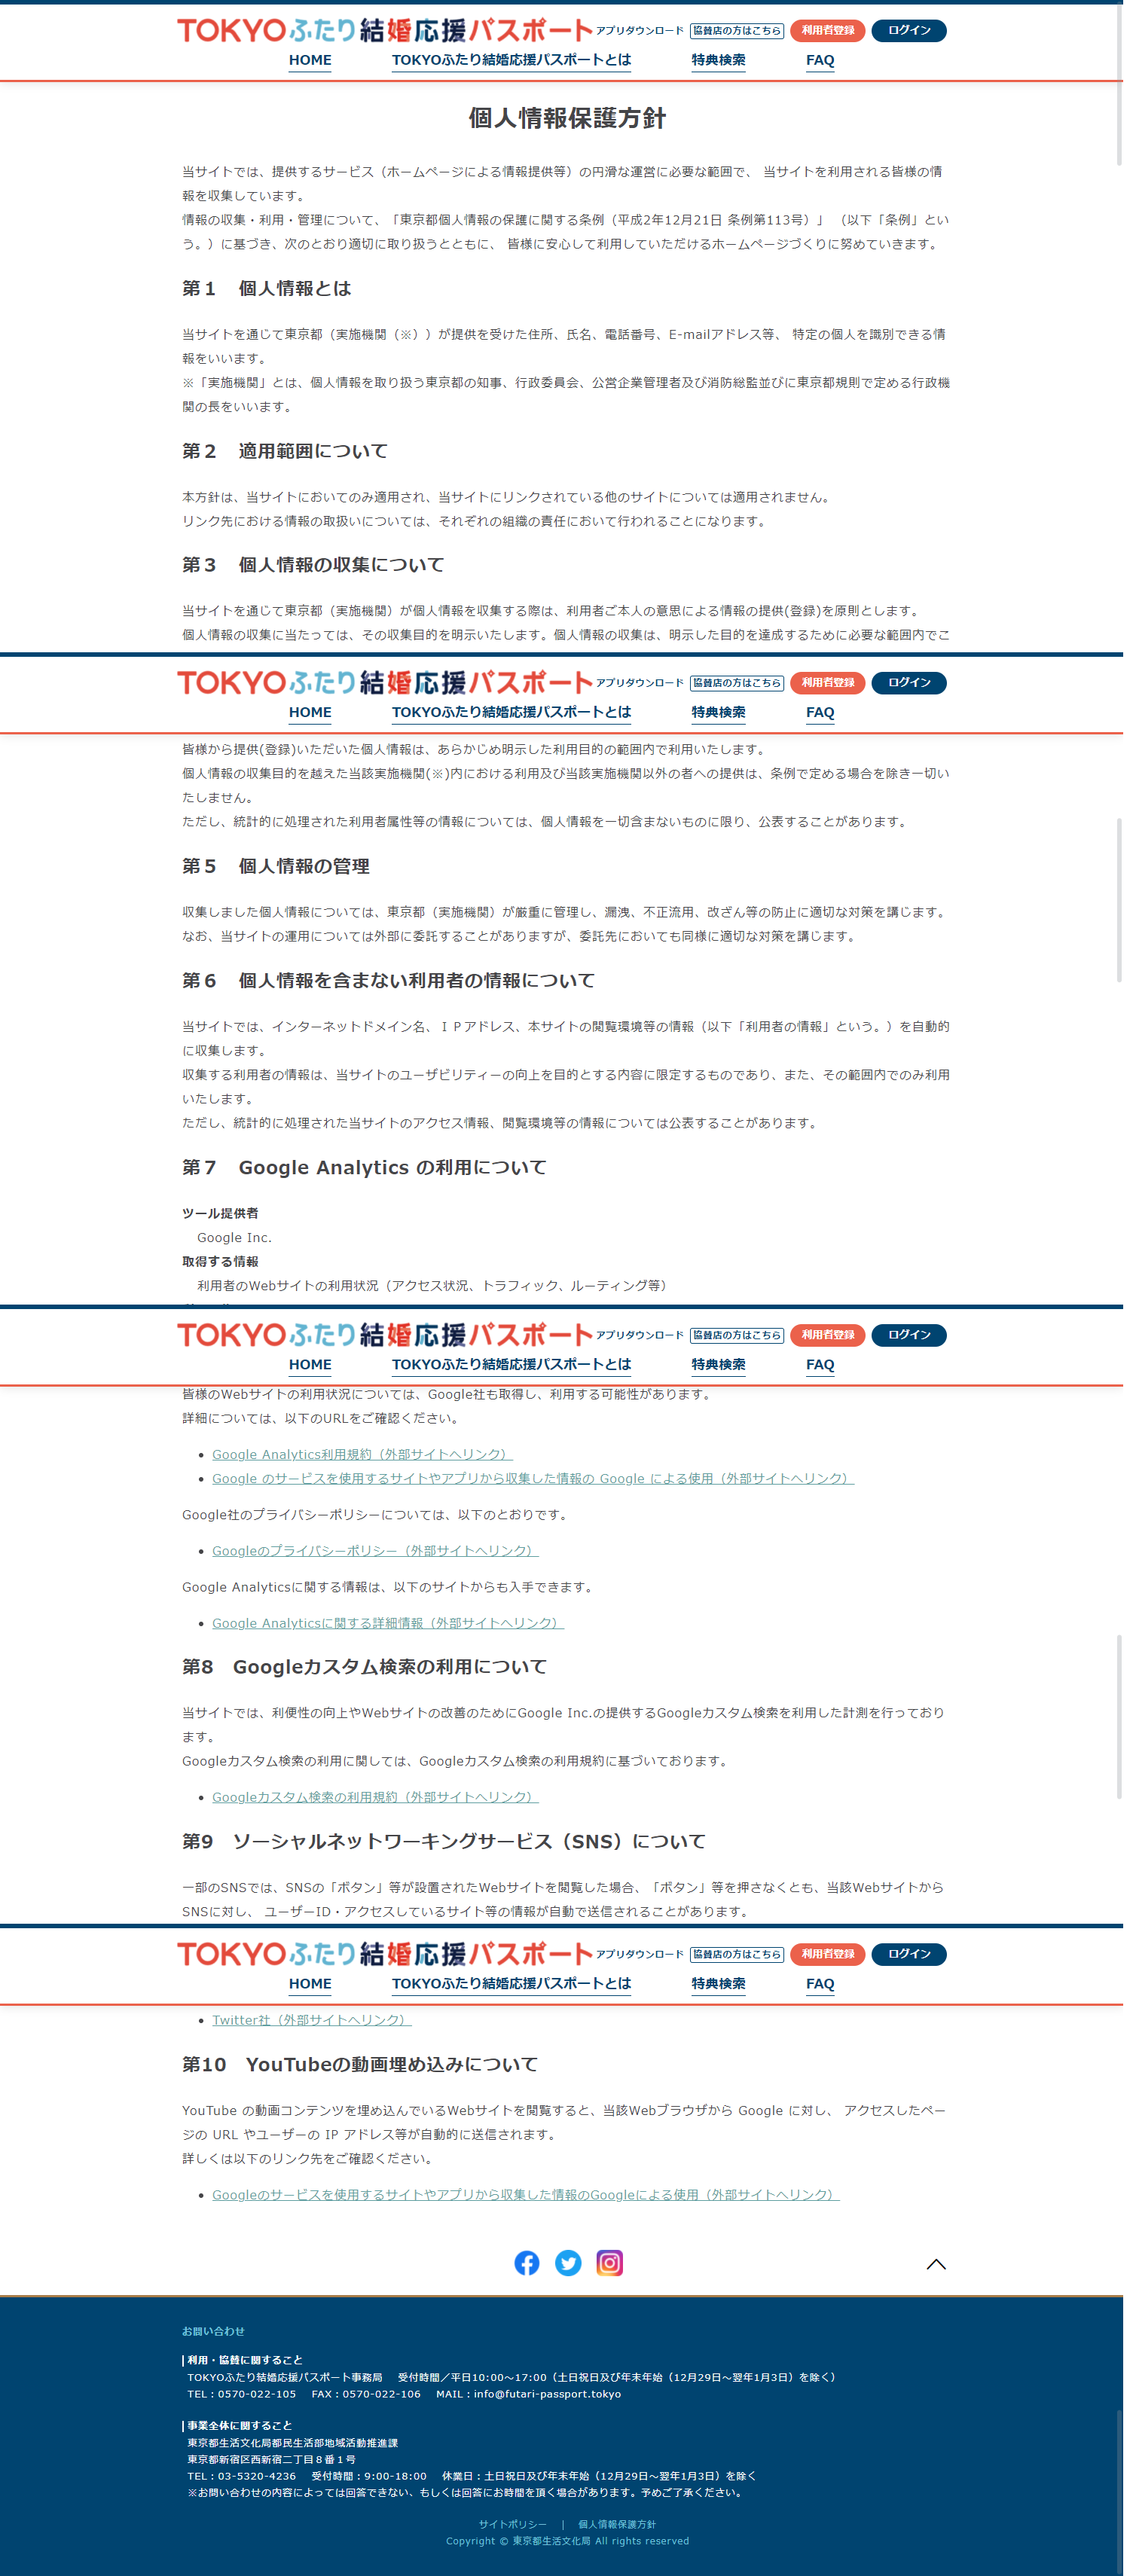 TOKYOふたり結婚応援パスポート アプリダウンロード 協賛店の方はこちら 利用者登録 ログイン
HOME TOKYOふたり結婚応援パスポートとは 特典検索 FAQ
個人情報保護方針
当サイトでは、提供するサービス（ホームページによる情報提供等）の円滑な運営に必要な範囲で、 当サイトを利用される皆様の情
報を収集しています。
情報の収集・利用・管理について、「東京都個人情報の保護に関する条例（平成2年12月21日 条例第113号）」 （以下「条例」とい
う。）に基づき、次のとおり適切に取り扱うとともに、 皆様に安心して利用していただけるホームページづくりに努めていきます。
第１　個人情報とは
当サイトを通じて東京都（実施機関（※））が提供を受けた住所、氏名、電話番号、E-mailアドレス等、 特定の個人を識別できる情
報をいいます。
※「実施機関」とは、個人情報を取り扱う東京都の知事、行政委員会、公営企業管理者及び消防総監並びに東京都規則で定める行政機
関の長をいいます。
第２　適用範囲について
本方針は、当サイトにおいてのみ適用され、当サイトにリンクされている他のサイトについては適用されません。
リンク先における情報の取扱いについては、それぞれの組織の責任において行われることになります。
第３　個人情報の収集について
当サイトを通じて東京都（実施機関）が個人情報を収集する際は、利用者ご本人の意思による情報の提供(登録)を原則とします。
個人情報の収集に当たっては、その収集目的を明示いたします。個人情報の収集は、明示した目的を達成するために必要な範囲内でこ
TOKYOふたり結婚応援パスポート アプリダウンロード 協賛店の方はこちら 利用者登録 ログイン
HOME TOKYOふたり結婚応援パスポートとは 特典検索 FAQ
皆様から提供(登録)いただいた個人情報は、あらかじめ明示した利用目的の範囲内で利用いたします。
個人情報の収集目的を越えた当該実施機関(※)内における利用及び当該実施機関以外の者への提供は、条例で定める場合を除き一切い
たしません。
ただし、統計的に処理された利用者属性等の情報については、個人情報を一切含まないものに限り、公表することがあります。
第５　個人情報の管理
収集しました個人情報については、東京都（実施機関）が厳重に管理し、漏洩、不正流用、改ざん等の防止に適切な対策を講じます。
なお、当サイトの運用については外部に委託することがありますが、委託先においても同様に適切な対策を講じます。
第６　個人情報を含まない利用者の情報について
当サイトでは、インターネットドメイン名、ＩＰアドレス、本サイトの閲覧環境等の情報（以下「利用者の情報」という。）を自動的
に収集します。
収集する利用者の情報は、当サイトのユーザビリティーの向上を目的とする内容に限定するものであり、また、その範囲内でのみ利用
いたします。
ただし、統計的に処理された当サイトのアクセス情報、閲覧環境等の情報については公表することがあります。
第７　Google Analytics の利用について
ツール提供者
Google Inc.
取得する情報
利用者のWebサイトの利用状況（アクセス状況、トラフィック、ルーティング等）
TOKYOふたり結婚応援パスポート アプリダウンロード 協賛店の方はこちら 利用者登録 ログイン
HOME TOKYOふたり結婚応援パスポートとは 特典検索 FAQ
皆様のWebサイトの利用状況については、Google社も取得し、利用する可能性があります。
詳細については、以下のURLをご確認ください。
• Google Analytics利用規約（外部サイトへリンク）
• Google のサービスを使用するサイトやアプリから収集した情報の Google による使用（外部サイトへリンク）
Google社のプライバシーポリシーについては、以下のとおりです。
• Googleのプライバシーポリシー（外部サイトへリンク）
Google Analyticsに関する情報は、以下のサイトからも入手できます。
• Google Analyticsに関する詳細情報（外部サイトへリンク）
第8　Googleカスタム検索の利用について
当サイトでは、利便性の向上やWebサイトの改善のためにGoogle Inc.の提供するGoogleカスタム検索を利用した計測を行っており
ます。
Googleカスタム検索の利用に関しては、Googleカスタム検索の利用規約に基づいております。
• Googleカスタム検索の利用規約（外部サイトへリンク）
第9　ソーシャルネットワーキングサービス（SNS）について
一部のSNSでは、SNSの「ボタン」等が設置されたWebサイトを閲覧した場合、「ボタン」等を押さなくとも、当該Webサイトから
SNSに対し、 ユーザーID・アクセスしているサイト等の情報が自動で送信されることがあります。
TOKYOふたり結婚応援パスポート アプリダウンロード 協賛店の方はこちら 利用者登録 ログイン
HOME TOKYOふたり結婚応援パスポートとは 特典検索 FAQ
• Twitter社（外部サイトへリンク）
第10　YouTubeの動画埋め込みについて
YouTube の動画コンテンツを埋め込んでいるWebサイトを閲覧すると、当該Webブラウザから Google に対し、 アクセスしたペー
ジの URL やユーザーの IP アドレス等が自動的に送信されます。
詳しくは以下のリンク先をご確認ください。
• Googleのサービスを使用するサイトやアプリから収集した情報のGoogleによる使用（外部サイトへリンク）
お問い合わせ
利用・協賛に関すること
TOKYOふたり結婚応援パスポート事務局　受付時間／平日10:00～17:00（土日祝日及び年末年始（12月29日～翌年1月3日）を除く）
TEL：0570-022-105　FAX：0570-022-106　MAIL：info@futari-passport.tokyo
事業全体に関すること
東京都生活文化局都民生活部地域活動推進課
東京都新宿区西新宿二丁目８番１号
TEL：03-5320-4236　受付時間：9:00-18:00　休業日：土日祝日及び年末年始（12月29日～翌年1月3日）を除く
※お問い合わせの内容によっては回答できない、もしくは回答にお時間を頂く場合があります。予めご了承ください。
サイトポリシー　｜　個人情報保護方針
Copyright © 東京都生活文化局 All rights reserved